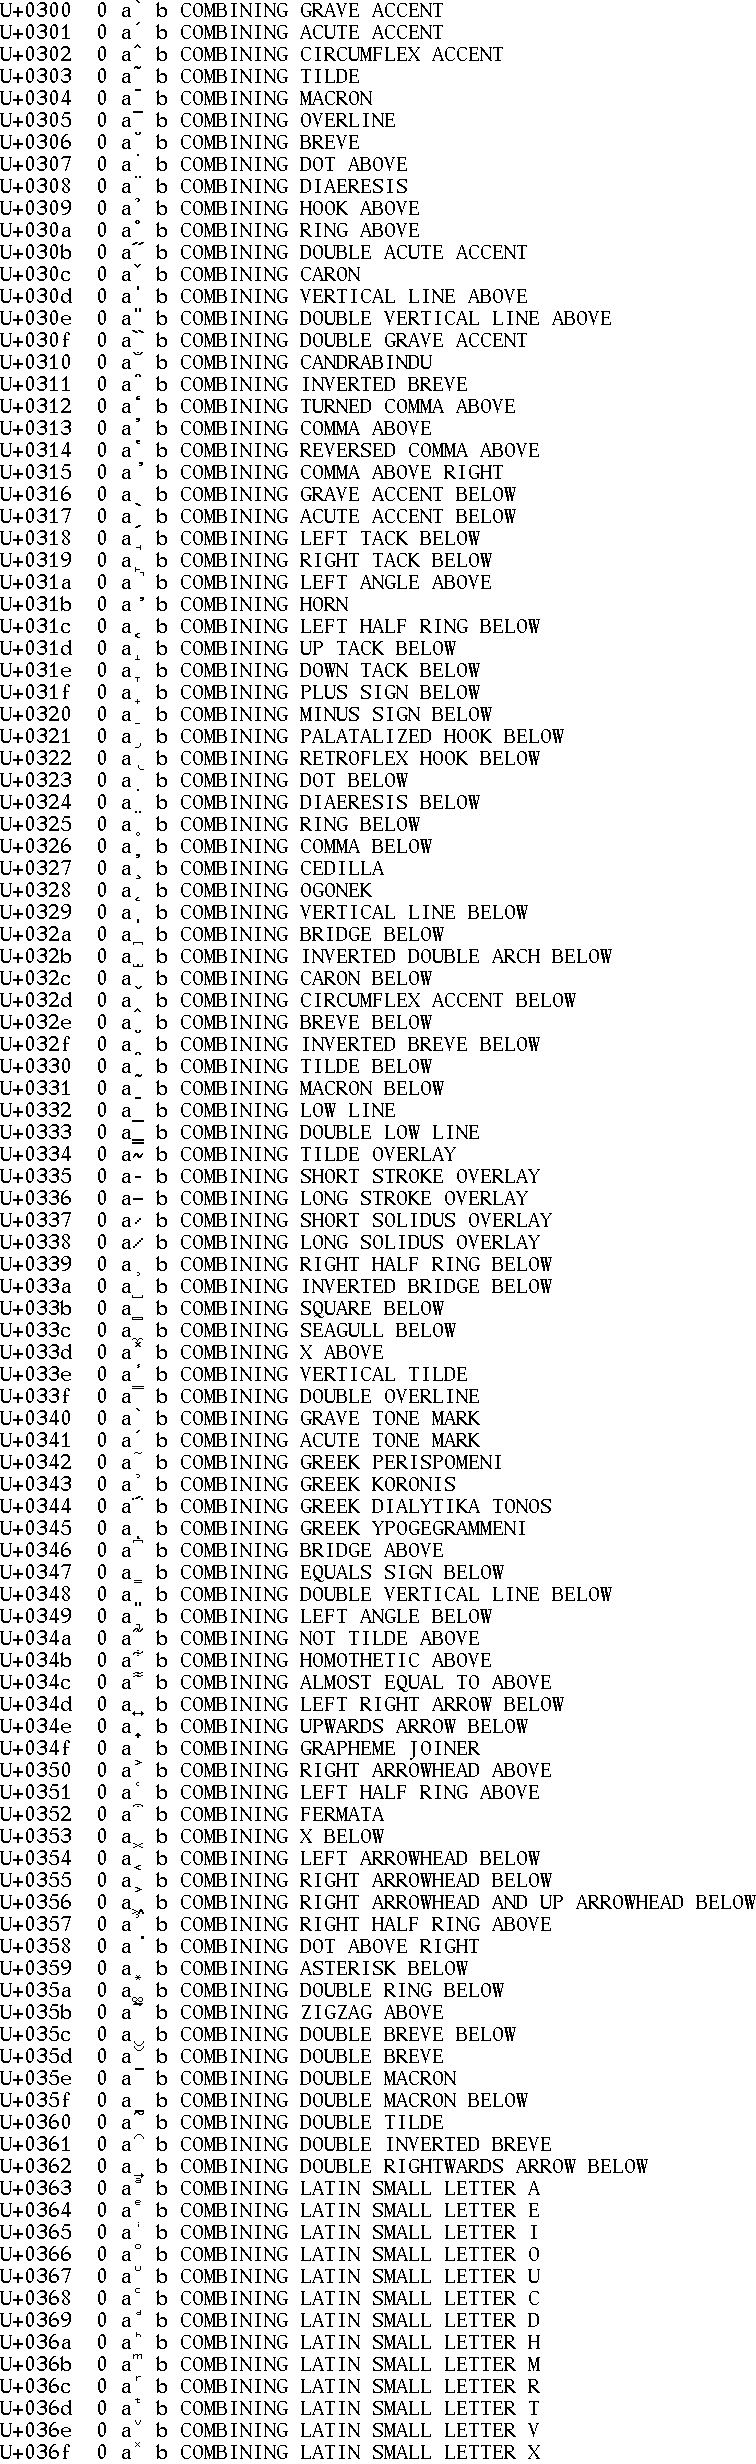 U+0300 0 à b COMBINING GRAVE ACCENT
U+0301 0 á b COMBINING ACUTE ACCENT
U+0302 0 â b COMBINING CIRCUMFLEX ACCENT
U+0303 0 ã b COMBINING TILDE
U+0304 0 ā b COMBINING MACRON
U+0305 0 a̅ b COMBINING OVERLINE
U+0306 0 ă b COMBINING BREVE
U+0307 0 ȧ b COMBINING DOT ABOVE
U+0308 0 ä b COMBINING DIAERESIS
U+0309 0 ả b COMBINING HOOK ABOVE
U+030a 0 å b COMBINING RING ABOVE
U+030b 0 a̋ b COMBINING DOUBLE ACUTE ACCENT
U+030c 0 ǎ b COMBINING CARON
U+030d 0 a̍ b COMBINING VERTICAL LINE ABOVE
U+030e 0 a̎ b COMBINING DOUBLE VERTICAL LINE ABOVE
U+030f 0 ȁ b COMBINING DOUBLE GRAVE ACCENT
U+0310 0 a̐ b COMBINING CANDRABINDU
U+0311 0 ȃ b COMBINING INVERTED BREVE
U+0312 0 a̒ b COMBINING TURNED COMMA ABOVE
U+0313 0 a̓ b COMBINING COMMA ABOVE
U+0314 0 a̔ b COMBINING REVERSED COMMA ABOVE
U+0315 0 a̕ b COMBINING COMMA ABOVE RIGHT
U+0316 0 a̖ b COMBINING GRAVE ACCENT BELOW
U+0317 0 a̗ b COMBINING ACUTE ACCENT BELOW
U+0318 0 a̘ b COMBINING LEFT TACK BELOW
U+0319 0 a̙ b COMBINING RIGHT TACK BELOW
U+031a 0 a̚ b COMBINING LEFT ANGLE ABOVE
U+031b 0 a̛ b COMBINING HORN
U+031c 0 a̜ b COMBINING LEFT HALF RING BELOW
U+031d 0 a̝ b COMBINING UP TACK BELOW
U+031e 0 a̞ b COMBINING DOWN TACK BELOW
U+031f 0 a̟ b COMBINING PLUS SIGN BELOW
U+0320 0 a̠ b COMBINING MINUS SIGN BELOW
U+0321 0 a̡ b COMBINING PALATALIZED HOOK BELOW
U+0322 0 a̢ b COMBINING RETROFLEX HOOK BELOW
U+0323 0 ạ b COMBINING DOT BELOW
U+0324 0 a̤ b COMBINING DIAERESIS BELOW
U+0325 0 ḁ b COMBINING RING BELOW
U+0326 0 a̦ b COMBINING COMMA BELOW
U+0327 0 a̧ b COMBINING CEDILLA
U+0328 0 ą b COMBINING OGONEK
U+0329 0 a̩ b COMBINING VERTICAL LINE BELOW
U+032a 0 a̪ b COMBINING BRIDGE BELOW
U+032b 0 a̫ b COMBINING INVERTED DOUBLE ARCH BELOW
U+032c 0 a̬ b COMBINING CARON BELOW
U+032d 0 a̭ b COMBINING CIRCUMFLEX ACCENT BELOW
U+032e 0 a̮ b COMBINING BREVE BELOW
U+032f 0 a̯ b COMBINING INVERTED BREVE BELOW
U+0330 0 a̰ b COMBINING TILDE BELOW
U+0331 0 a̱ b COMBINING MACRON BELOW
U+0332 0 a̲ b COMBINING LOW LINE
U+0333 0 a̳ b COMBINING DOUBLE LOW LINE
U+0334 0 a̴ b COMBINING TILDE OVERLAY
U+0335 0 a̵ b COMBINING SHORT STROKE OVERLAY
U+0336 0 a̶ b COMBINING LONG STROKE OVERLAY
U+0337 0 a̷ b COMBINING SHORT SOLIDUS OVERLAY
U+0338 0 a̸ b COMBINING LONG SOLIDUS OVERLAY
U+0339 0 a̹ b COMBINING RIGHT HALF RING BELOW
U+033a 0 a̺ b COMBINING INVERTED BRIDGE BELOW
U+033b 0 a̻ b COMBINING SQUARE BELOW
U+033c 0 a̼ b COMBINING SEAGULL BELOW
U+033d 0 a̽ b COMBINING X ABOVE
U+033e 0 a̾ b COMBINING VERTICAL TILDE
U+033f 0 a̿ b COMBINING DOUBLE OVERLINE
U+0340 0 à b COMBINING GRAVE TONE MARK
U+0341 0 á b COMBINING ACUTE TONE MARK
U+0342 0 a͂ b COMBINING GREEK PERISPOMENI
U+0343 0 a̓ b COMBINING GREEK KORONIS
U+0344 0 ä́ b COMBINING GREEK DIALYTIKA TONOS
U+0345 0 aͅ b COMBINING GREEK YPOGEGRAMMENI
U+0346 0 a͆ b COMBINING BRIDGE ABOVE
U+0347 0 a͇ b COMBINING EQUALS SIGN BELOW
U+0348 0 a͈ b COMBINING DOUBLE VERTICAL LINE BELOW
U+0349 0 a͉ b COMBINING LEFT ANGLE BELOW
U+034a 0 a͊ b COMBINING NOT TILDE ABOVE
U+034b 0 a͋ b COMBINING HOMOTHETIC ABOVE
U+034c 0 a͌ b COMBINING ALMOST EQUAL TO ABOVE
U+034d 0 a͍ b COMBINING LEFT RIGHT ARROW BELOW
U+034e 0 a͎ b COMBINING UPWARDS ARROW BELOW
U+034f 0 a b COMBINING GRAPHEME JOINER
U+0350 0 a͐ b COMBINING RIGHT ARROWHEAD ABOVE
U+0351 0 a͑ b COMBINING LEFT HALF RING ABOVE
U+0352 0 a͒ b COMBINING FERMATA
U+0353 0 a͓ b COMBINING X BELOW
U+0354 0 a͔ b COMBINING LEFT ARROWHEAD BELOW
U+0355 0 a͕ b COMBINING RIGHT ARROWHEAD BELOW
U+0356 0 a͖ b COMBINING RIGHT ARROWHEAD AND UP ARROWHEAD BELOW
U+0357 0 a͗ b COMBINING RIGHT HALF RING ABOVE
U+0358 0 a͘ b COMBINING DOT ABOVE RIGHT
U+0359 0 a͙ b COMBINING ASTERISK BELOW
U+035a 0 a͚ b COMBINING DOUBLE RING BELOW
U+035b 0 a͛ b COMBINING ZIGZAG ABOVE
U+035c 0 a͜ b COMBINING DOUBLE BREVE BELOW
U+035d 0 a͝ b COMBINING DOUBLE BREVE
U+035e 0 a͞ b COMBINING DOUBLE MACRON
U+035f 0 a͟ b COMBINING DOUBLE MACRON BELOW
U+0360 0 a͠ b COMBINING DOUBLE TILDE
U+0361 0 a͡ b COMBINING DOUBLE INVERTED BREVE
U+0362 0 a͢ b COMBINING DOUBLE RIGHTWARDS ARROW BELOW
U+0363 0 aͣ b COMBINING LATIN SMALL LETTER A
U+0364 0 aͤ b COMBINING LATIN SMALL LETTER E
U+0365 0 aͥ b COMBINING LATIN SMALL LETTER I
U+0366 0 aͦ b COMBINING LATIN SMALL LETTER O
U+0367 0 aͧ b COMBINING LATIN SMALL LETTER U
U+0368 0 aͨ b COMBINING LATIN SMALL LETTER C
U+0369 0 aͩ b COMBINING LATIN SMALL LETTER D
U+036a 0 aͪ b COMBINING LATIN SMALL LETTER H
U+036b 0 aͫ b COMBINING LATIN SMALL LETTER M
U+036c 0 aͬ b COMBINING LATIN SMALL LETTER R
U+036d 0 aͭ b COMBINING LATIN SMALL LETTER T
U+036e 0 aͮ b COMBINING LATIN SMALL LETTER V
U+036f 0 aͯ b COMBINING LATIN SMALL LETTER X